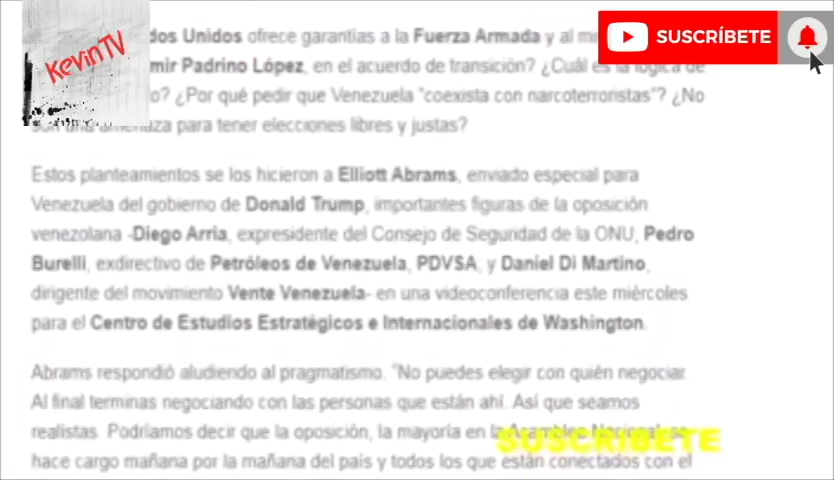 KevinTV
SUSCRÍBETE
dos Unidos ofrece garantías a la Fuerza Armada y al
mir Padrino López, en el acuerdo de transición? ¿Cuál es la lógica de
o? ¿Por qué pedir que Venezuela “coexista con narcoterroristas”? ¿No
son una amenaza para tener elecciones libres y justas?
Estos planteamientos se los hicieron a Elliott Abrams, enviado especial para
Venezuela del gobierno de Donald Trump, importantes figuras de la oposición
venezolana -Diego Arria, expresidente del Consejo de Seguridad de la ONU; Pedro
Burelli, exdirectivo de Petróleos de Venezuela, PDVSA; y Daniel Di Martino,
dirigente del movimiento Vente Venezuela- en una videoconferencia este miércoles
para el Centro de Estudios Estratégicos e Internacionales de Washington.
Abrams respondió aludiendo al pragmatismo. “No puedes elegir con quién negociar.
Al final terminas negociando con las personas que están ahí. Así que seamos
realistas. Podríamos decir que la oposición, la mayoría en la Asamblea Nacional, se
SUSCRIBETE
hace cargo mañana por la mañana del país y todos los que están conectados con el